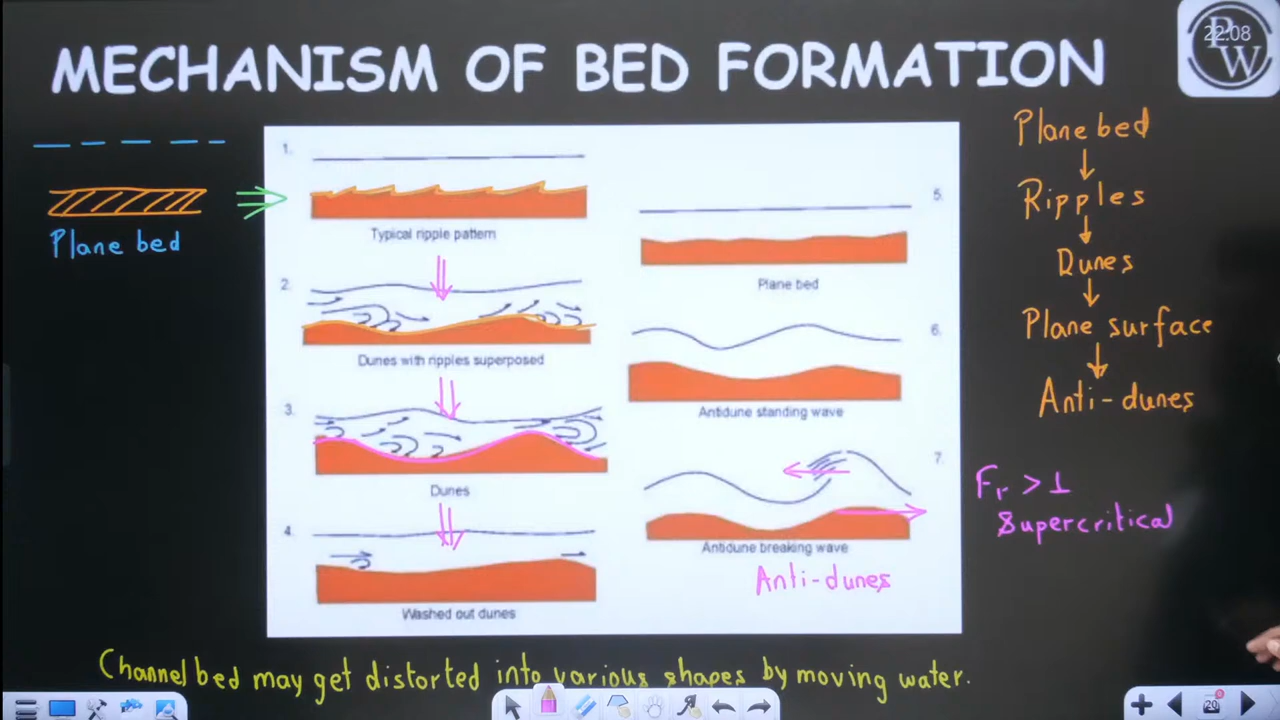 MECHANISM OF BED FORMATION
22:08
PW
Plane bed
1.
Typical ripple pattern
2.
Dunes with ripples superposed
3.
Dunes
4.
Washed out dunes
5.
Plane bed
6.
Antidune standing wave
7.
Antidune breaking wave
Anti-dunes
Plane bed
Ripples
Dunes
Plane surface
Anti-dunes
Fr > 1
Supercritical
Channel bed may get distorted into various shapes by moving water.
20